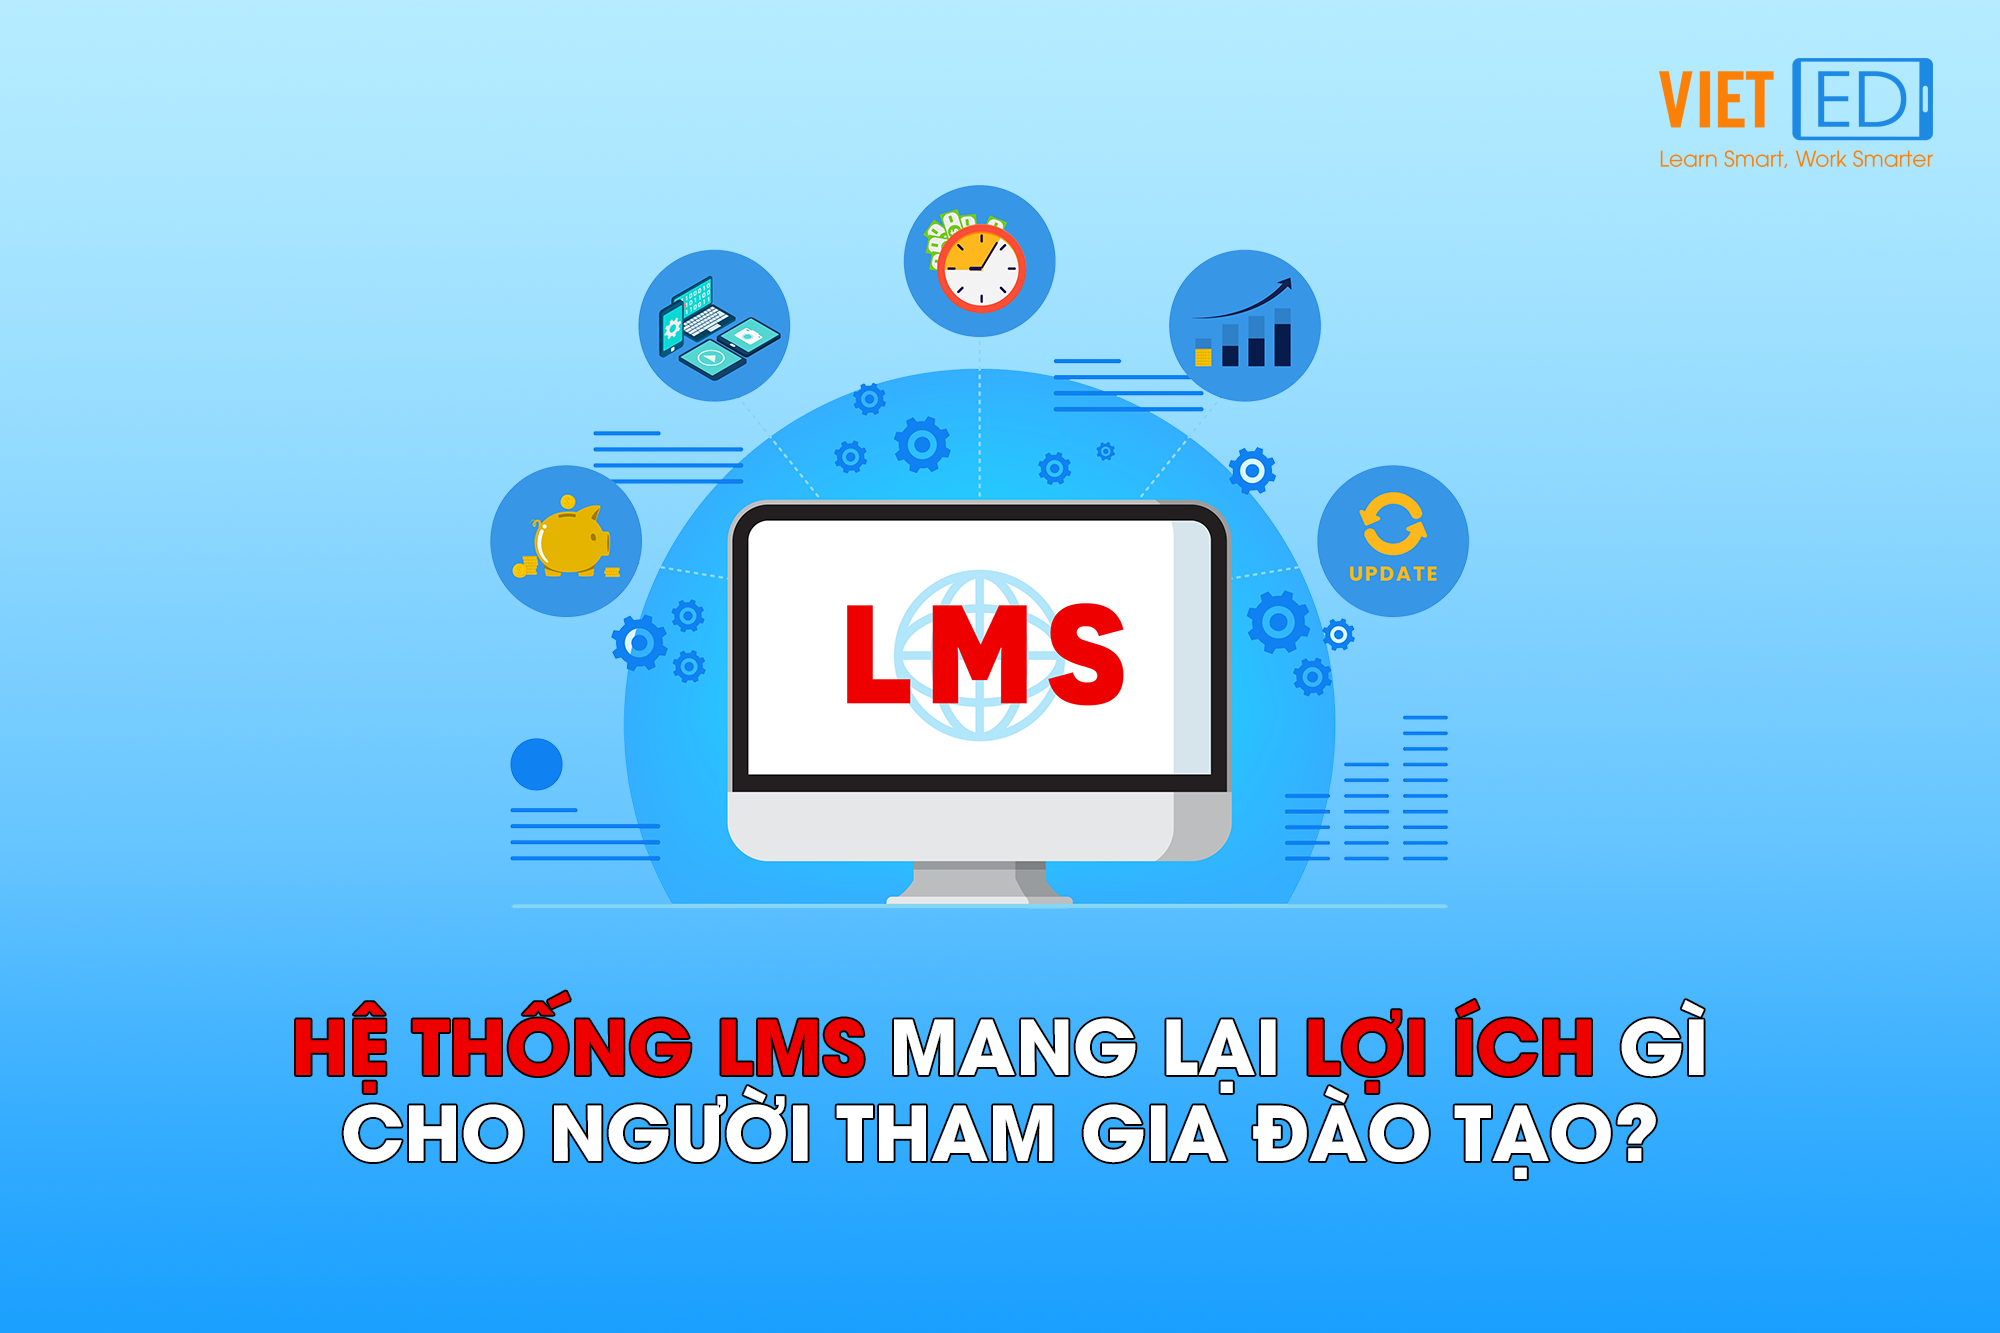 VIET ED
Learn Smart, Work Smarter
UPDATE
LMS
HỆ THỐNG LMS MANG LẠI LỢI ÍCH GÌ
CHO NGƯỜI THAM GIA ĐÀO TẠO?